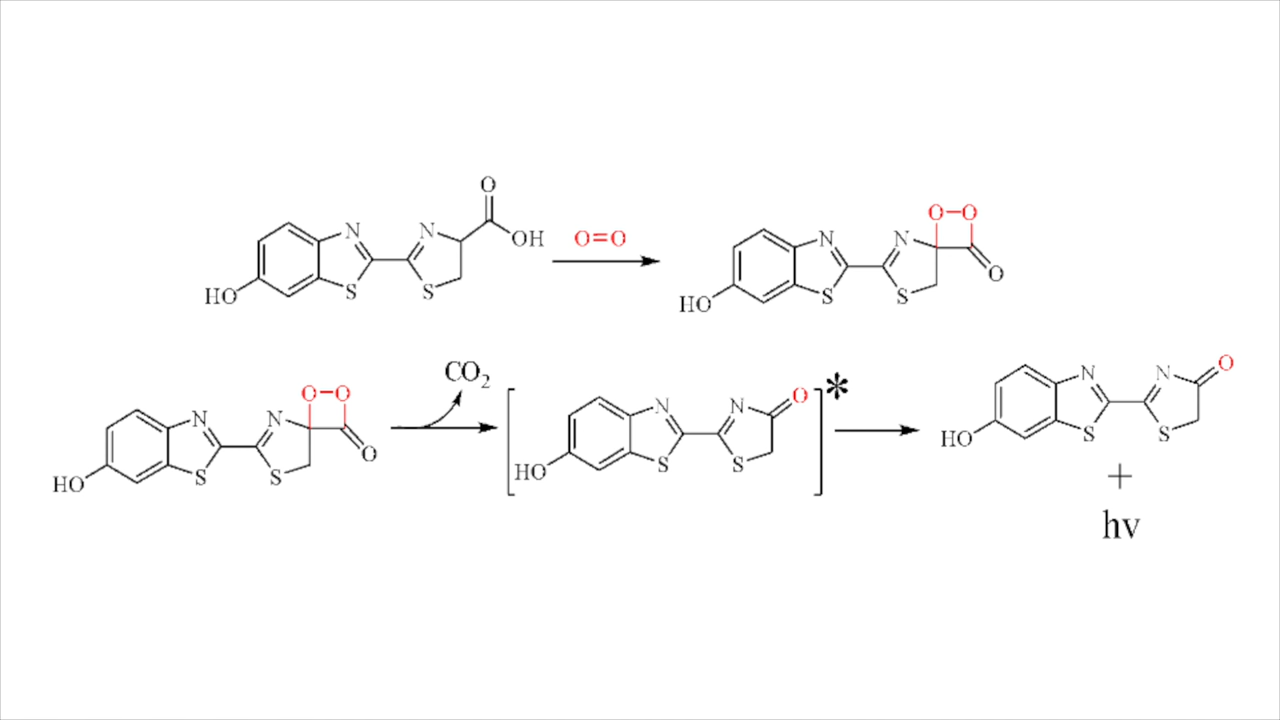 O
N N OH O=O
HO S S
O-O
N N O
HO S S
O-O
N N O
HO S S
CO2
[ N N O ] *
HO S S
N N O
HO S S
+
hv